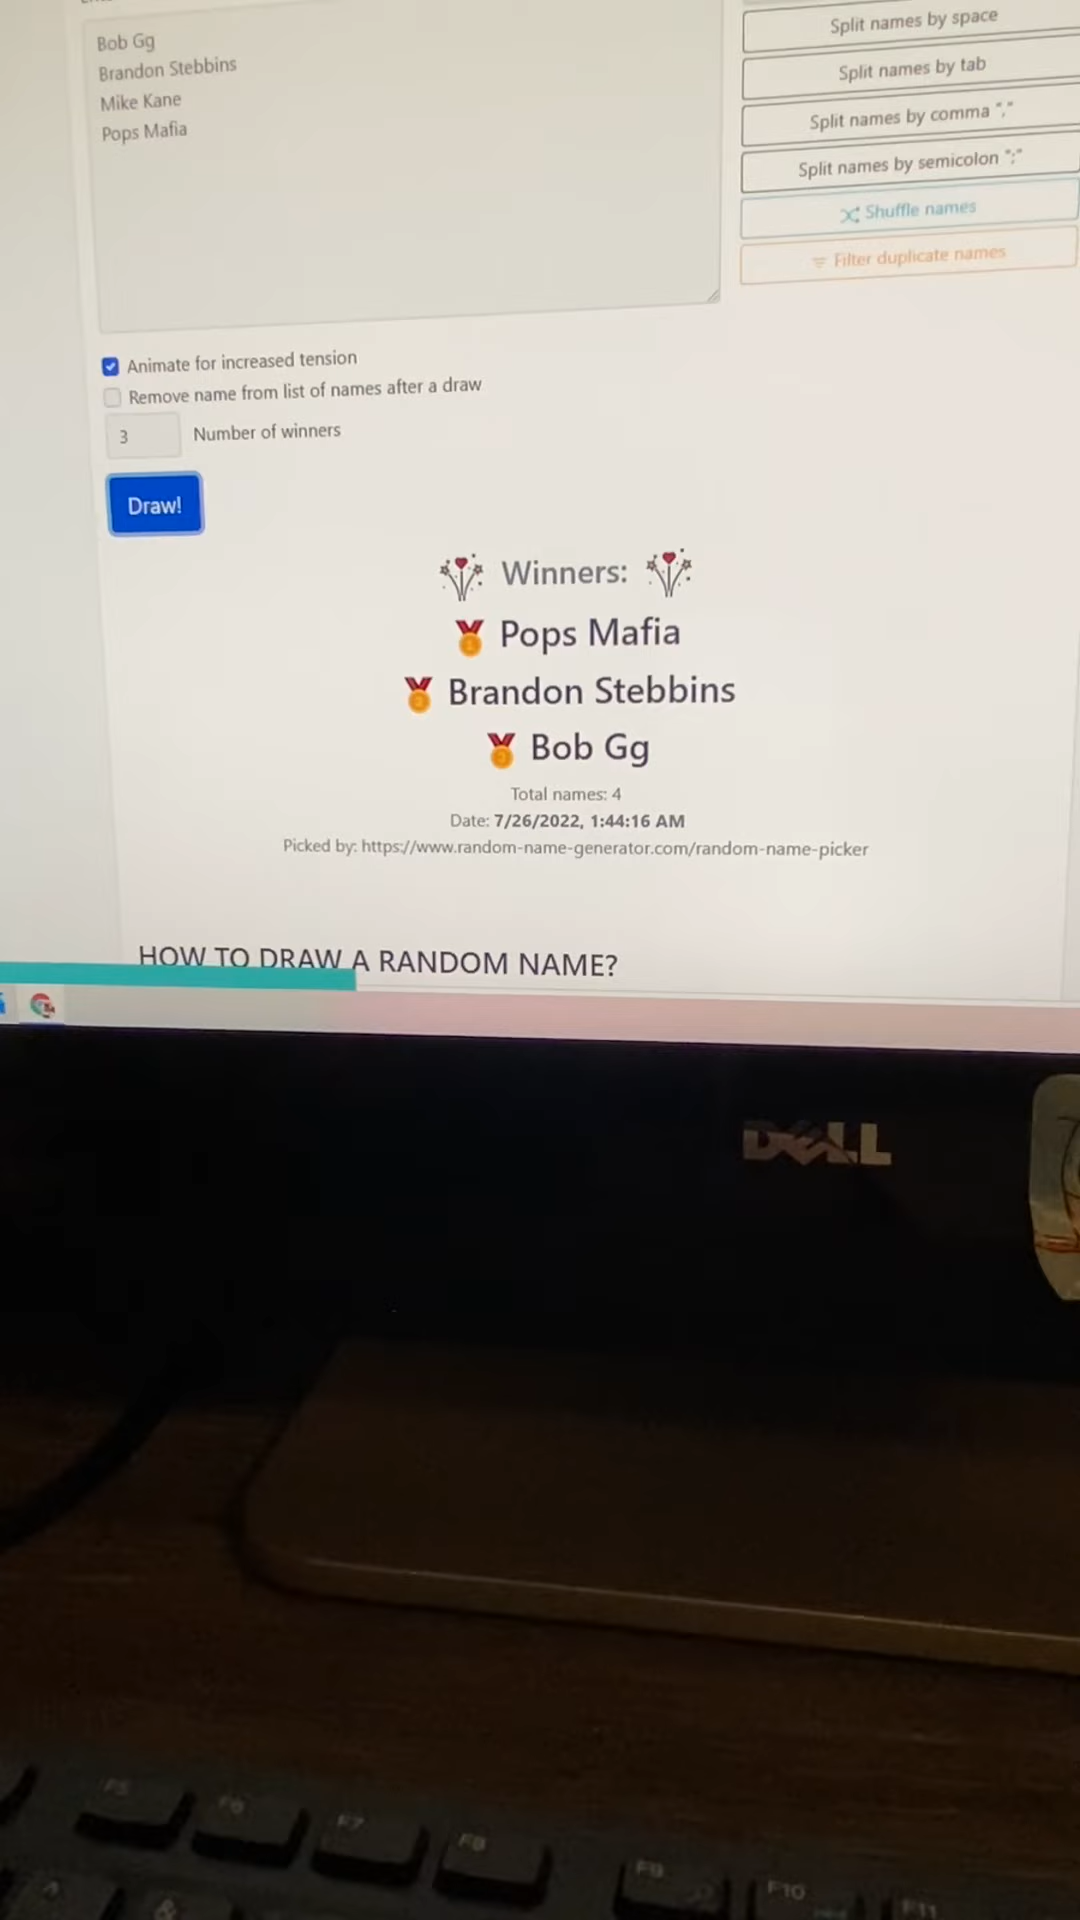 Bob Gg
Brandon Stebbins
Mike Kane
Pops Mafia
Split names by space
Split names by tab
Split names by comma ","
Split names by semicolon ";"
Shuffle names
Filter duplicate names
Animate for increased tension
Remove name from list of names after a draw
3 Number of winners
Draw!
Winners:
Pops Mafia
Brandon Stebbins
Bob Gg
Total names: 4
Date: 7/26/2022, 1:44:16 AM
Picked by: https://www.random-name-generator.com/random-name-picker
HOW TO DRAW A RANDOM NAME?
DELL
F5 F6 F7 F8 F9 F10 F11
&